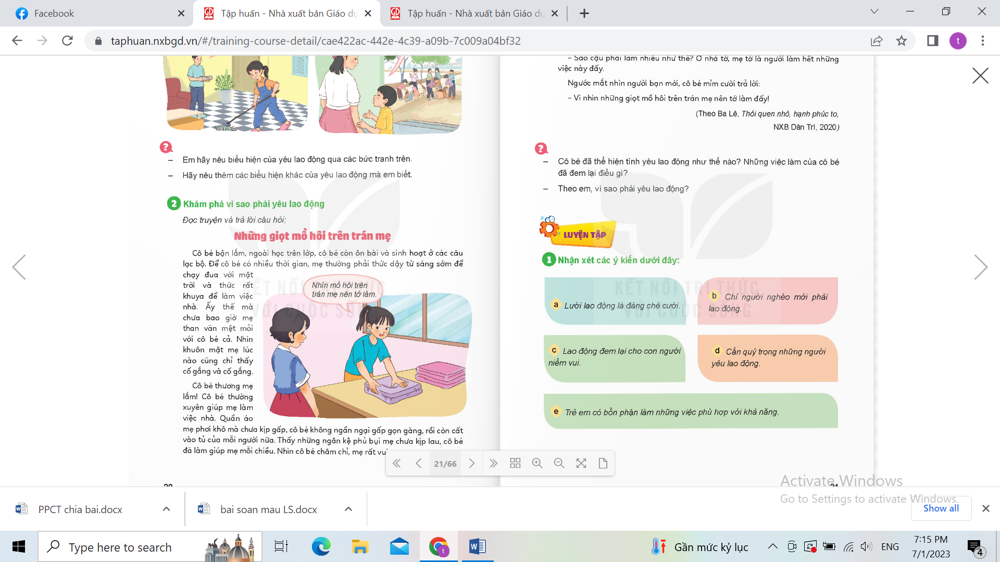 Facebook
Tập huấn - Nhà xuất bản Giáo dụ
Tập huấn - Nhà xuất bản Giáo dụ
taphuan.nxbgd.vn/#/training-course-detail/cae422ac-442e-4c39-a09b-7c009a04bf32
t
?
– Em hãy nêu biểu hiện của yêu lao động qua các bức tranh trên.
– Hãy nêu thêm các biểu hiện khác của yêu lao động mà em biết.
2 Khám phá vì sao phải yêu lao động
Đọc truyện và trả lời câu hỏi:
Những giọt mồ hôi trên trán mẹ
Cô bé bận lắm, ngoài học trên lớp, cô bé còn ôn bài và sinh hoạt ở các câu
lạc bộ. Để cô bé có nhiều thời gian, mẹ thường phải thức dậy từ sáng sớm để
chạy đua với mặt
trời và thức rất
khuya để làm việc
nhà. Ấy thế mà
chưa bao giờ mẹ
than vãn mệt mỏi
với cô bé cả. Nhìn
khuôn mặt mẹ lúc
nào cũng chỉ thấy
cố gắng và cố gắng.
Cô bé thương mẹ
lắm! Cô bé thường
xuyên giúp mẹ làm
việc nhà. Quần áo
mẹ phơi khô mà chưa kịp gấp, cô bé không ngần ngại gấp gọn gàng, rồi còn cất
vào tủ của mỗi người nữa. Thấy những ngăn kệ phủ bụi mẹ chưa kịp lau, cô bé
đã làm giúp mẹ mỗi chiều. Nhìn cô bé chăm chỉ, mẹ rất vui
Nhìn mồ hôi trên
trán mẹ nên tớ làm.
KẾT NỐI TRI THỨC
VỚI CUỘC SỐNG
20
– Sao cậu phải làm nhiều như thế? Ở nhà tớ, mẹ tớ là người làm hết những
việc này đấy.
Ngước mắt nhìn người bạn mới, cô bé mỉm cười trả lời:
– Vì nhìn những giọt mồ hôi trên trán mẹ nên tớ làm đấy!
(Theo Ba Lê, Thói quen nhỏ, hạnh phúc to,
NXB Dân Trí, 2020)
?
– Cô bé đã thể hiện tình yêu lao động như thế nào? Những việc làm của cô bé
đã đem lại điều gì?
– Theo em, vì sao phải yêu lao động?
LUYỆN TẬP
1 Nhận xét các ý kiến dưới đây:
KẾT NỐI TRI THỨC
VỚI CUỘC SỐNG
a Lười lao động là đáng chê cười.
b Chỉ người nghèo mới phải
lao động.
c Lao động đem lại cho con người
niềm vui.
d Cần quý trọng những người
yêu lao động.
e Trẻ em có bổn phận làm những việc phù hợp với khả năng.
21
21/66
Activate Windows
Go to Settings to activate Windows.
PPCT chia bai.docx
bai soan mau LS.docx
Show all
Type here to search
Gần mức kỷ lục
ENG
7:15 PM
7/1/2023
4